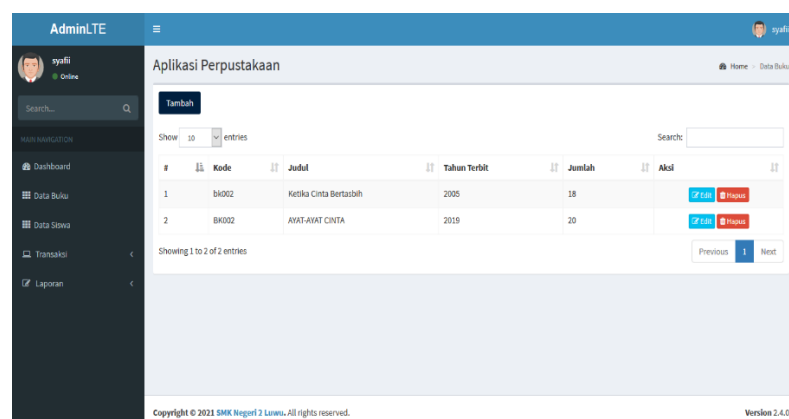 AdminLTE
syafii
syafii
Online
Aplikasi Perpustakaan
Home > Data Buku
Search...
Tambah
MAIN NAVIGATION
Show 10 entries
Search:
Dashboard
Data Buku
Data Siswa
Transaksi
Laporan
# Kode Judul Tahun Terbit Jumlah Aksi
1 bk002 Ketika Cinta Bertasbih 2005 18 Edit Hapus
2 BK002 AYAT-AYAT CINTA 2019 20 Edit Hapus
Showing 1 to 2 of 2 entries
Previous 1 Next
Copyright © 2021 SMK Negeri 2 Luwu. All rights reserved.
Version 2.4.0